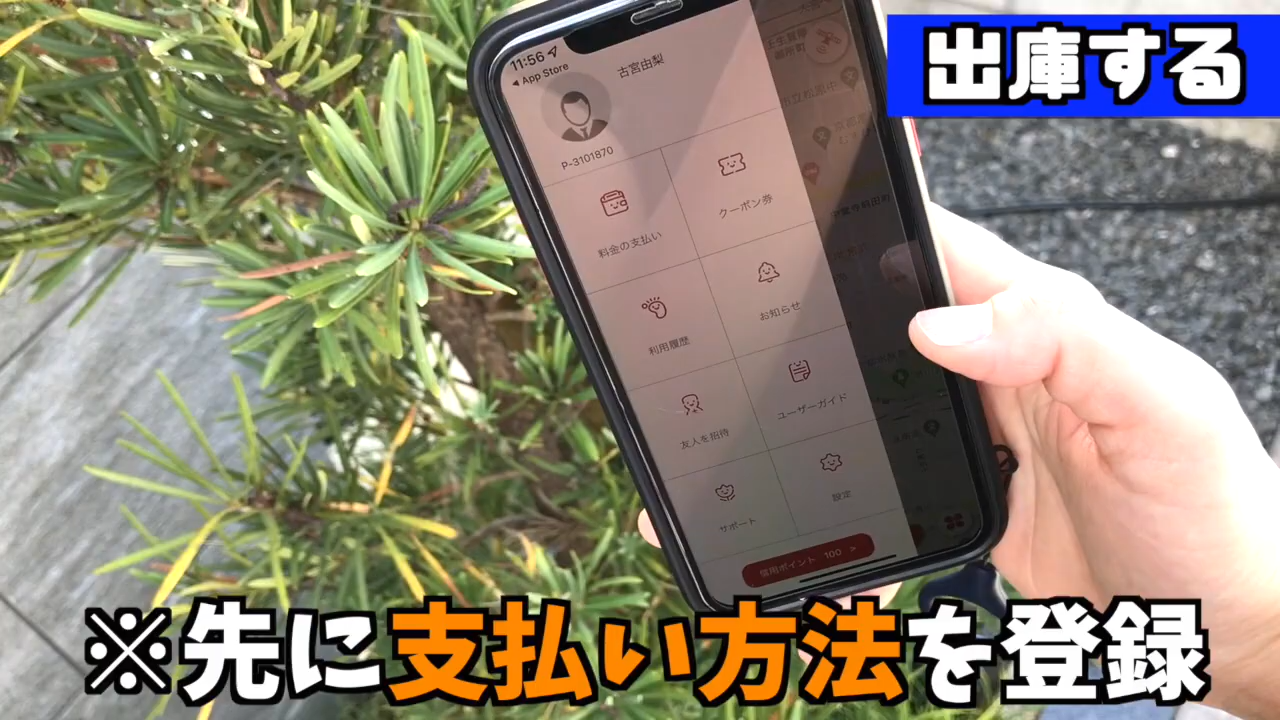 出庫する
11:56
◀ App Store
古宮由梨
P-3101870
料金の支払い
クーポン券
利用履歴
お知らせ
友人を招待
ユーザーガイド
サポート
設定
信用ポイント 100 >
※先に支払い方法を登録